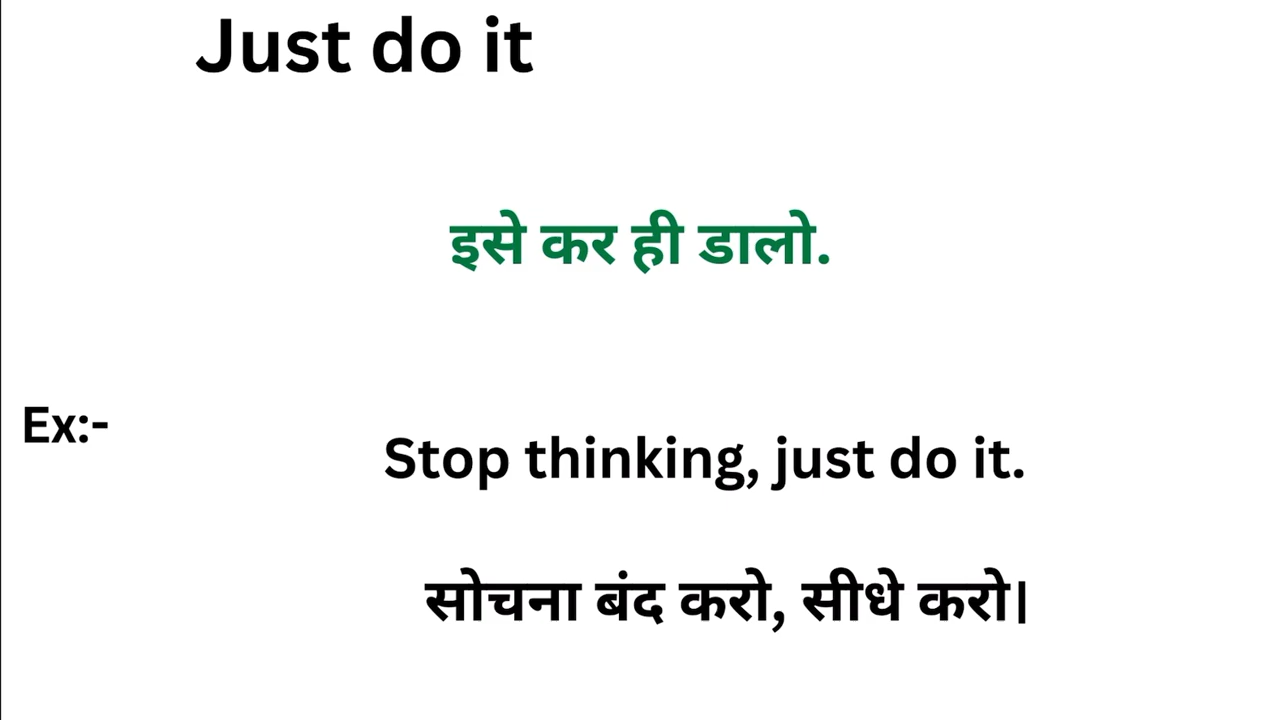 Just do it
इसे कर ही डालो.
Ex:-
Stop thinking, just do it.
सोचना बंद करो, सीधे करो।